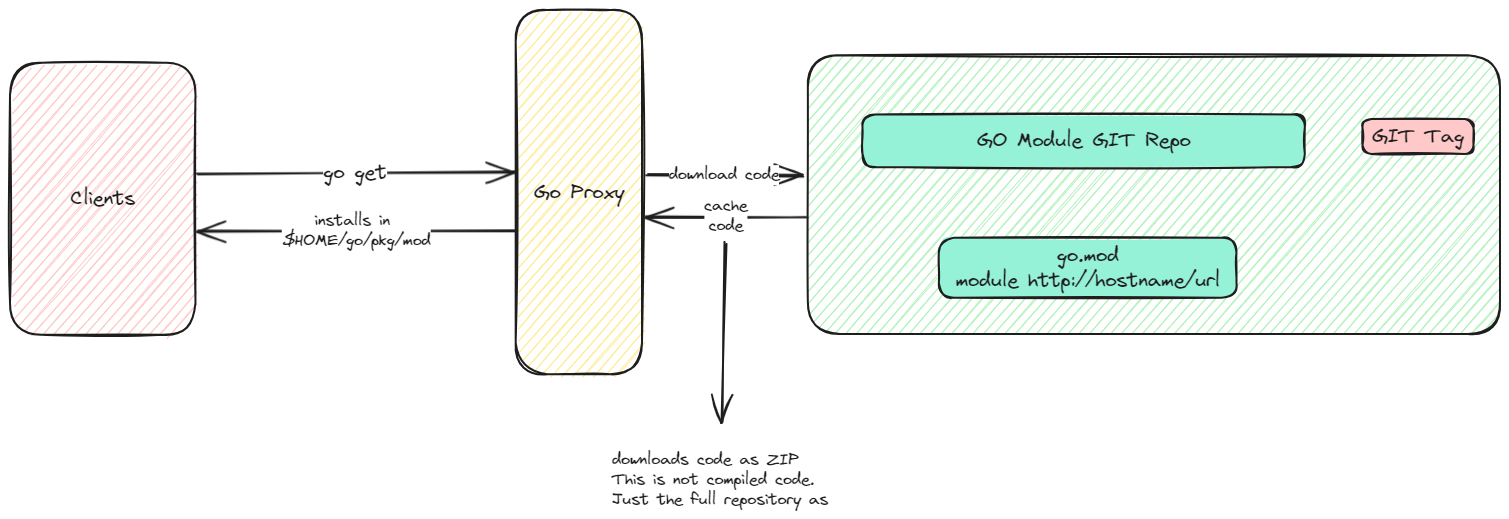 Clients
go get
installs in
$HOME/go/pkg/mod
Go Proxy
download code
cache
code
GO Module GIT Repo
GIT Tag
go.mod
module http://hostname/url
downloads code as ZIP
This is not compiled code.
Just the full repository as